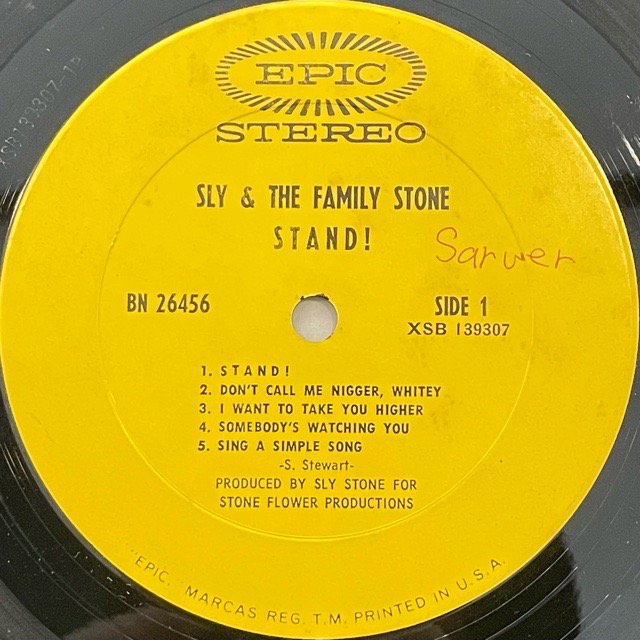 EPIC
STEREO
SLY & THE FAMILY STONE
STAND!
Sarwer
BN 26456
SIDE 1
XSB 139307
1. STAND!
2. DON'T CALL ME NIGGER, WHITEY
3. I WANT TO TAKE YOU HIGHER
4. SOMEBODY'S WATCHING YOU
5. SING A SIMPLE SONG
-S. Stewart-
PRODUCED BY SLY STONE FOR
STONE FLOWER PRODUCTIONS
"EPIC," MARCAS REG. T.M. PRINTED IN U.S.A.